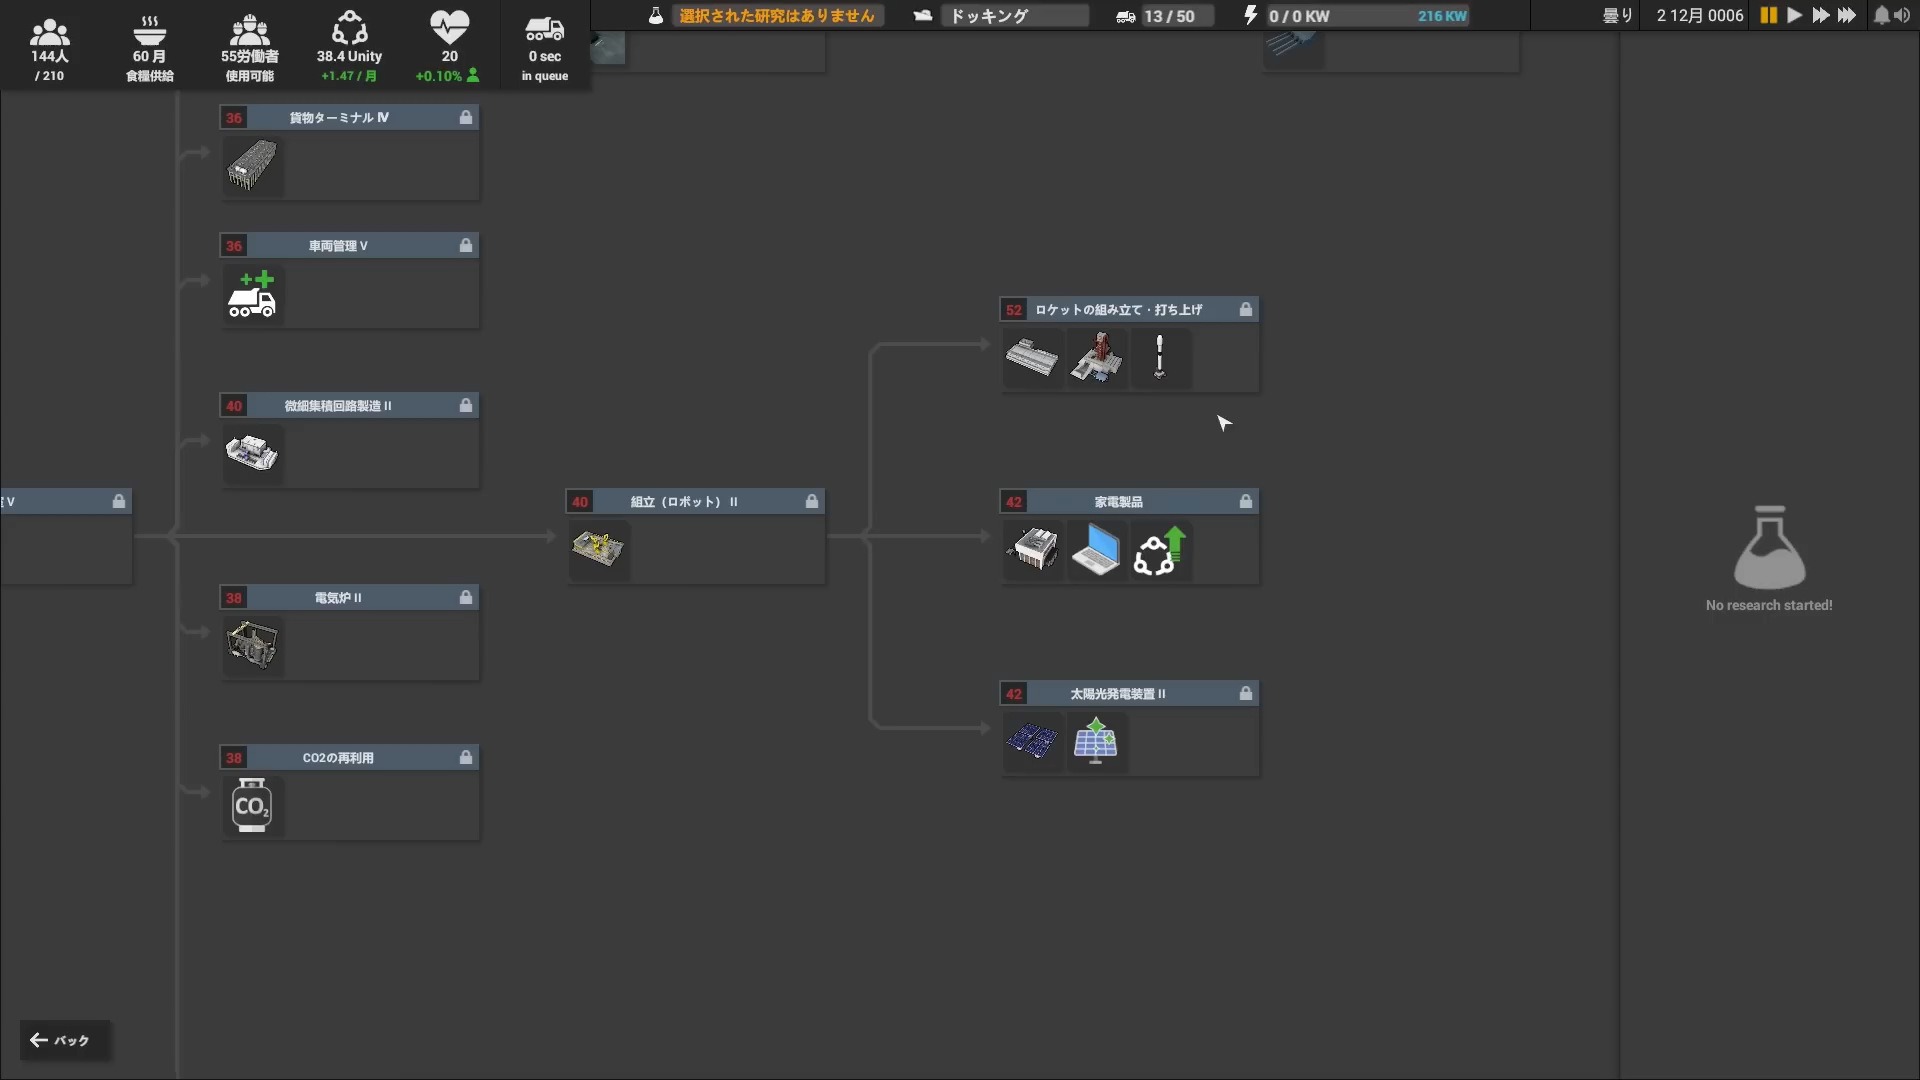 144人
/ 210
60 月
食糧供給
55労働者
使用可能
38.4 Unity
+1.47 / 月
20
+0.10%
0 sec
in queue
選択された研究はありません
ドッキング
13 / 50
0 / 0 KW
216 KW
曇り
2 12月 0006
36 貨物ターミナル Ⅳ
36 車両管理 V
52 ロケットの組み立て・打ち上げ
40 微細集積回路製造 II
V
40 組立（ロボット） II
42 家電製品
38 電気炉 II
No research started!
42 太陽光発電装置 II
38 CO2の再利用
CO₂
バック